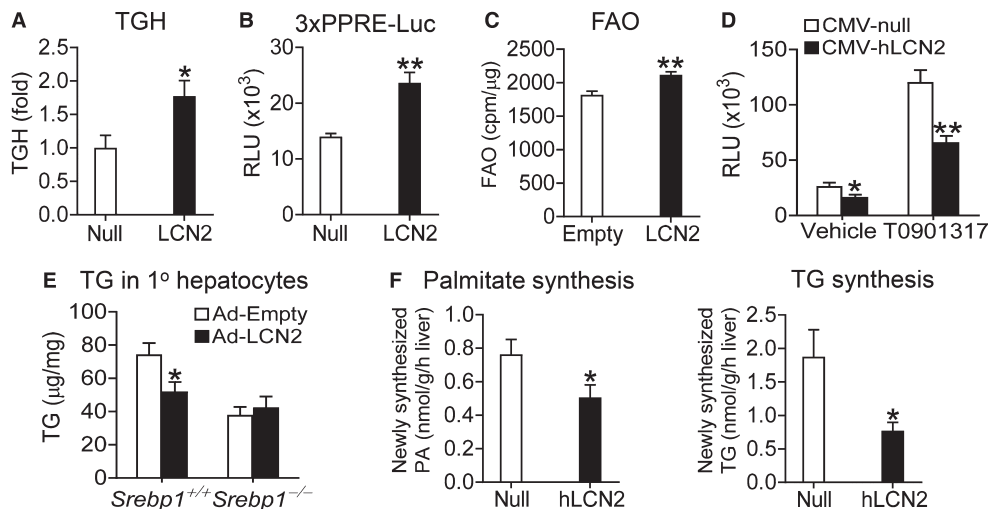 A TGH
TGH (fold)
2.5
2.0
1.5
1.0
0.5
0.0
*
Null LCN2
B 3xPPRE-Luc
RLU (x10³)
30
20
10
0
**
Null LCN2
C FAO
FAO (cpm/µg)
2500
2000
1500
1000
500
0
**
Empty LCN2
D
CMV-null
CMV-hLCN2
RLU (x10³)
150
100
50
0
*
**
Vehicle T0901317
E TG in 1º hepatocytes
Ad-Empty
Ad-LCN2
TG (µg/mg)
100
80
60
40
20
0
*
Srebp1⁺/⁺ Srebp1⁻/⁻
F Palmitate synthesis
Newly synthesized
PA (nmol/g/h liver)
1.0
0.8
0.6
0.4
0.2
0.0
*
Null hLCN2
TG synthesis
Newly synthesized
TG (nmol/g/h liver)
2.5
2.0
1.5
1.0
0.5
0.0
*
Null hLCN2